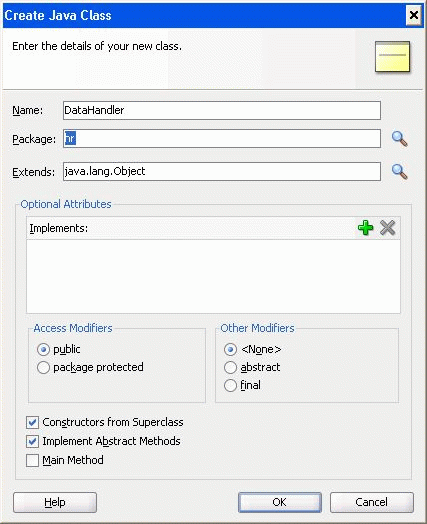 Create Java Class
Enter the details of your new class.
Name: DataHandler
Package: hr
Extends: java.lang.Object
Optional Attributes
Implements:
Access Modifiers
public
package protected
Other Modifiers
<None>
abstract
final
Constructors from Superclass
Implement Abstract Methods
Main Method
Help OK Cancel